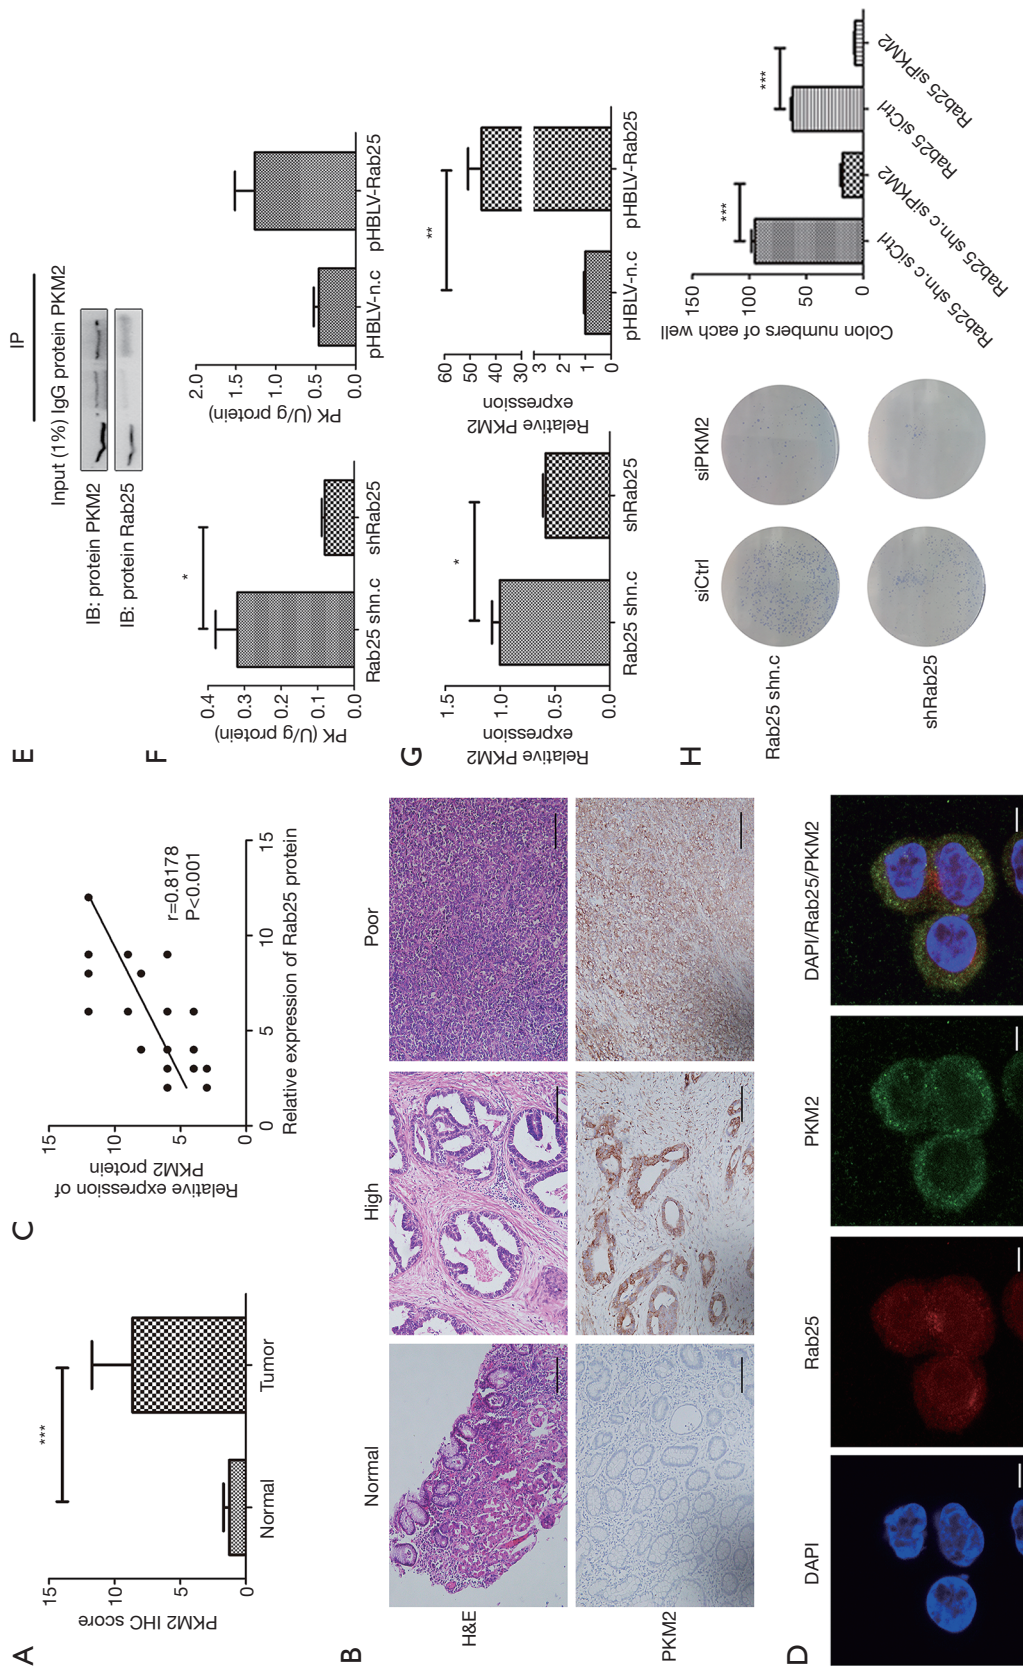 A
PKM2 IHC score
15
10
5
0
Normal
Tumor
***
C
Relative expression of
PKM2 protein
15
10
5
0
0
5
10
15
Relative expression of Rab25 protein
r=0.8178
P<0.001
B
Normal
High
Poor
H&E
PKM2
D
DAPI
Rab25
PKM2
DAPI/Rab25/PKM2
E
IP
Input (1%) IgG protein PKM2
IB: protein PKM2
IB: protein Rab25
F
PK (U/g protein)
0.4
0.3
0.2
0.1
0.0
*
Rab25 shn.c
shRab25
PK (U/g protein)
2.0
1.5
1.0
0.5
0.0
pHBLV-n.c
pHBLV-Rab25
G
Relative PKM2
expression
1.5
1.0
0.5
0.0
*
Rab25 shn.c
shRab25
Relative PKM2
expression
60
50
40
30
3
2
1
0
**
pHBLV-n.c
pHBLV-Rab25
H
siCtrl
siPKM2
Rab25 shn.c
shRab25
Colon numbers of each well
150
100
50
0
***
***
Rab25 shn.c siCtrl
Rab25 shn.c siPKM2
Rab25 siCtrl
Rab25 siPKM2